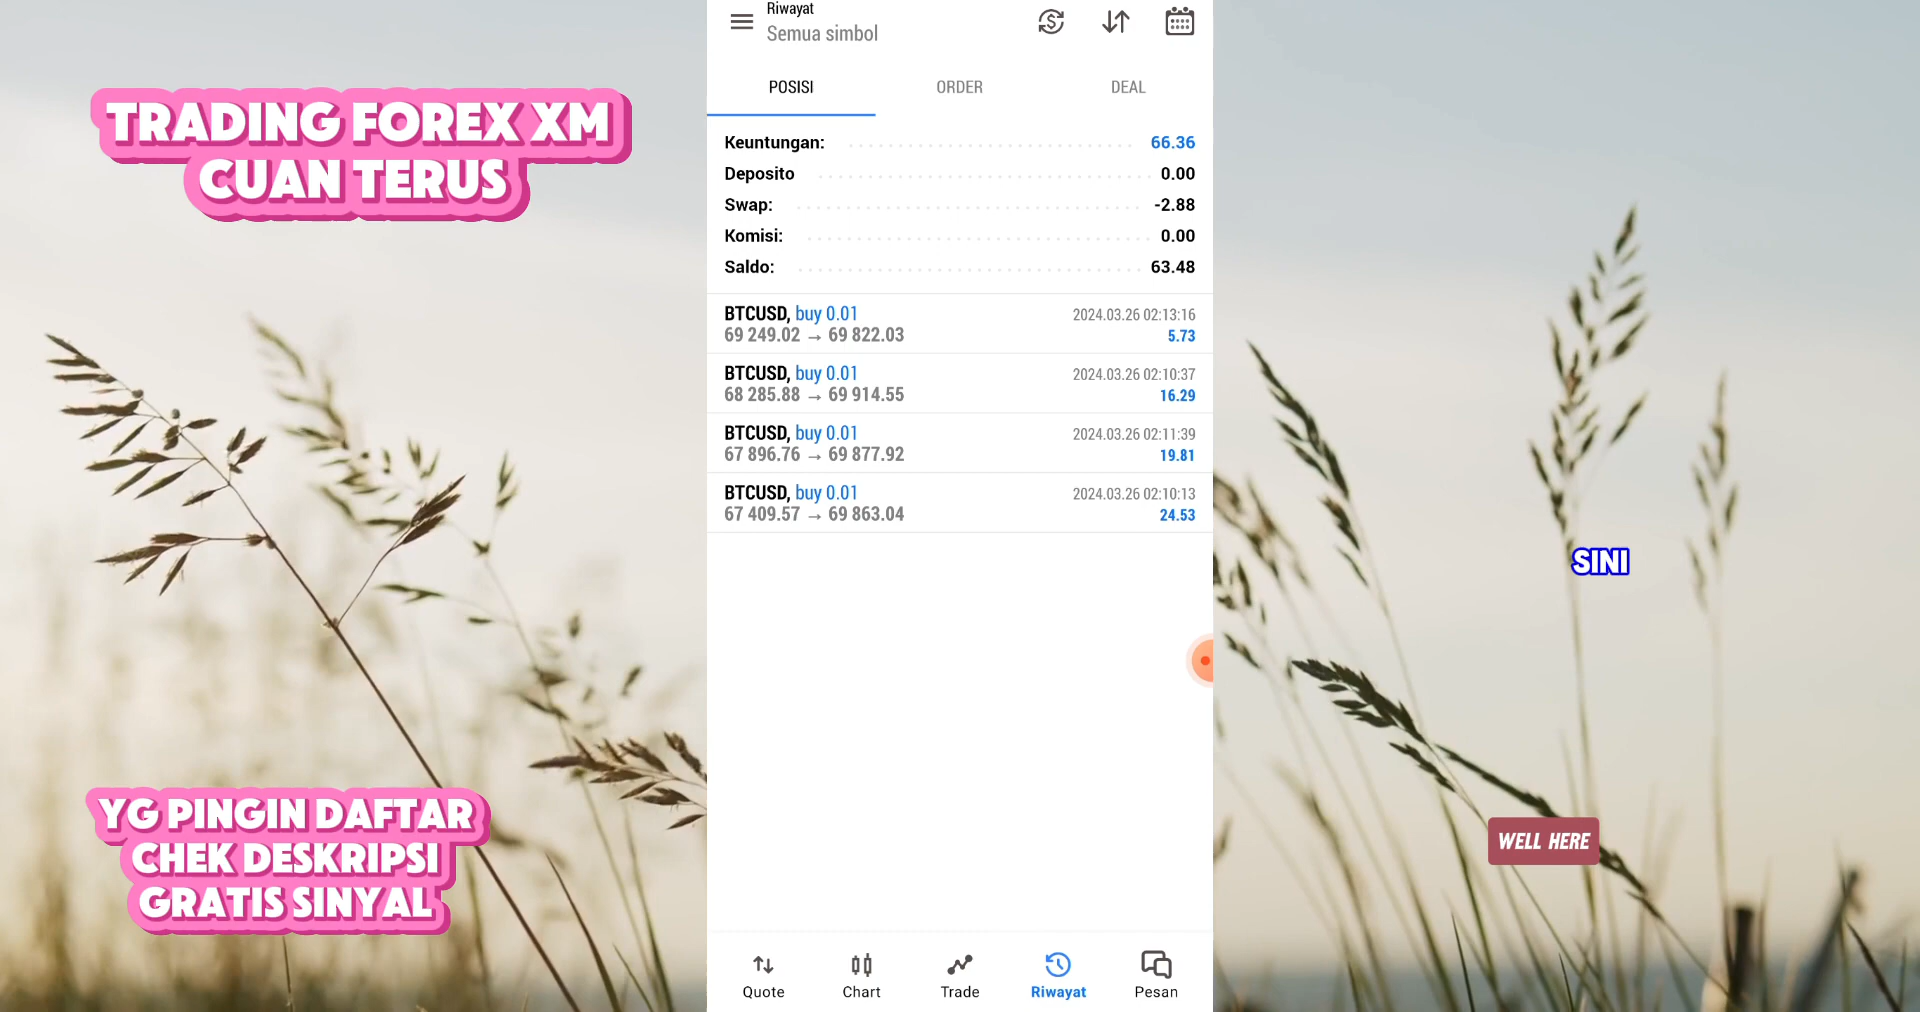 TRADING FOREX XM
CUAN TERUS
YG PINGIN DAFTAR
CHEK DESKRIPSI
GRATIS SINYAL
Riwayat
Semua simbol
POSISI ORDER DEAL
Keuntungan: 66.36
Deposito 0.00
Swap: -2.88
Komisi: 0.00
Saldo: 63.48
BTCUSD, buy 0.01 2024.03.26 02:13:16
69 249.02 → 69 822.03 5.73
BTCUSD, buy 0.01 2024.03.26 02:10:37
68 285.88 → 69 914.55 16.29
BTCUSD, buy 0.01 2024.03.26 02:11:39
67 896.76 → 69 877.92 19.81
BTCUSD, buy 0.01 2024.03.26 02:10:13
67 409.57 → 69 863.04 24.53
Quote Chart Trade Riwayat Pesan
SINI
WELL HERE